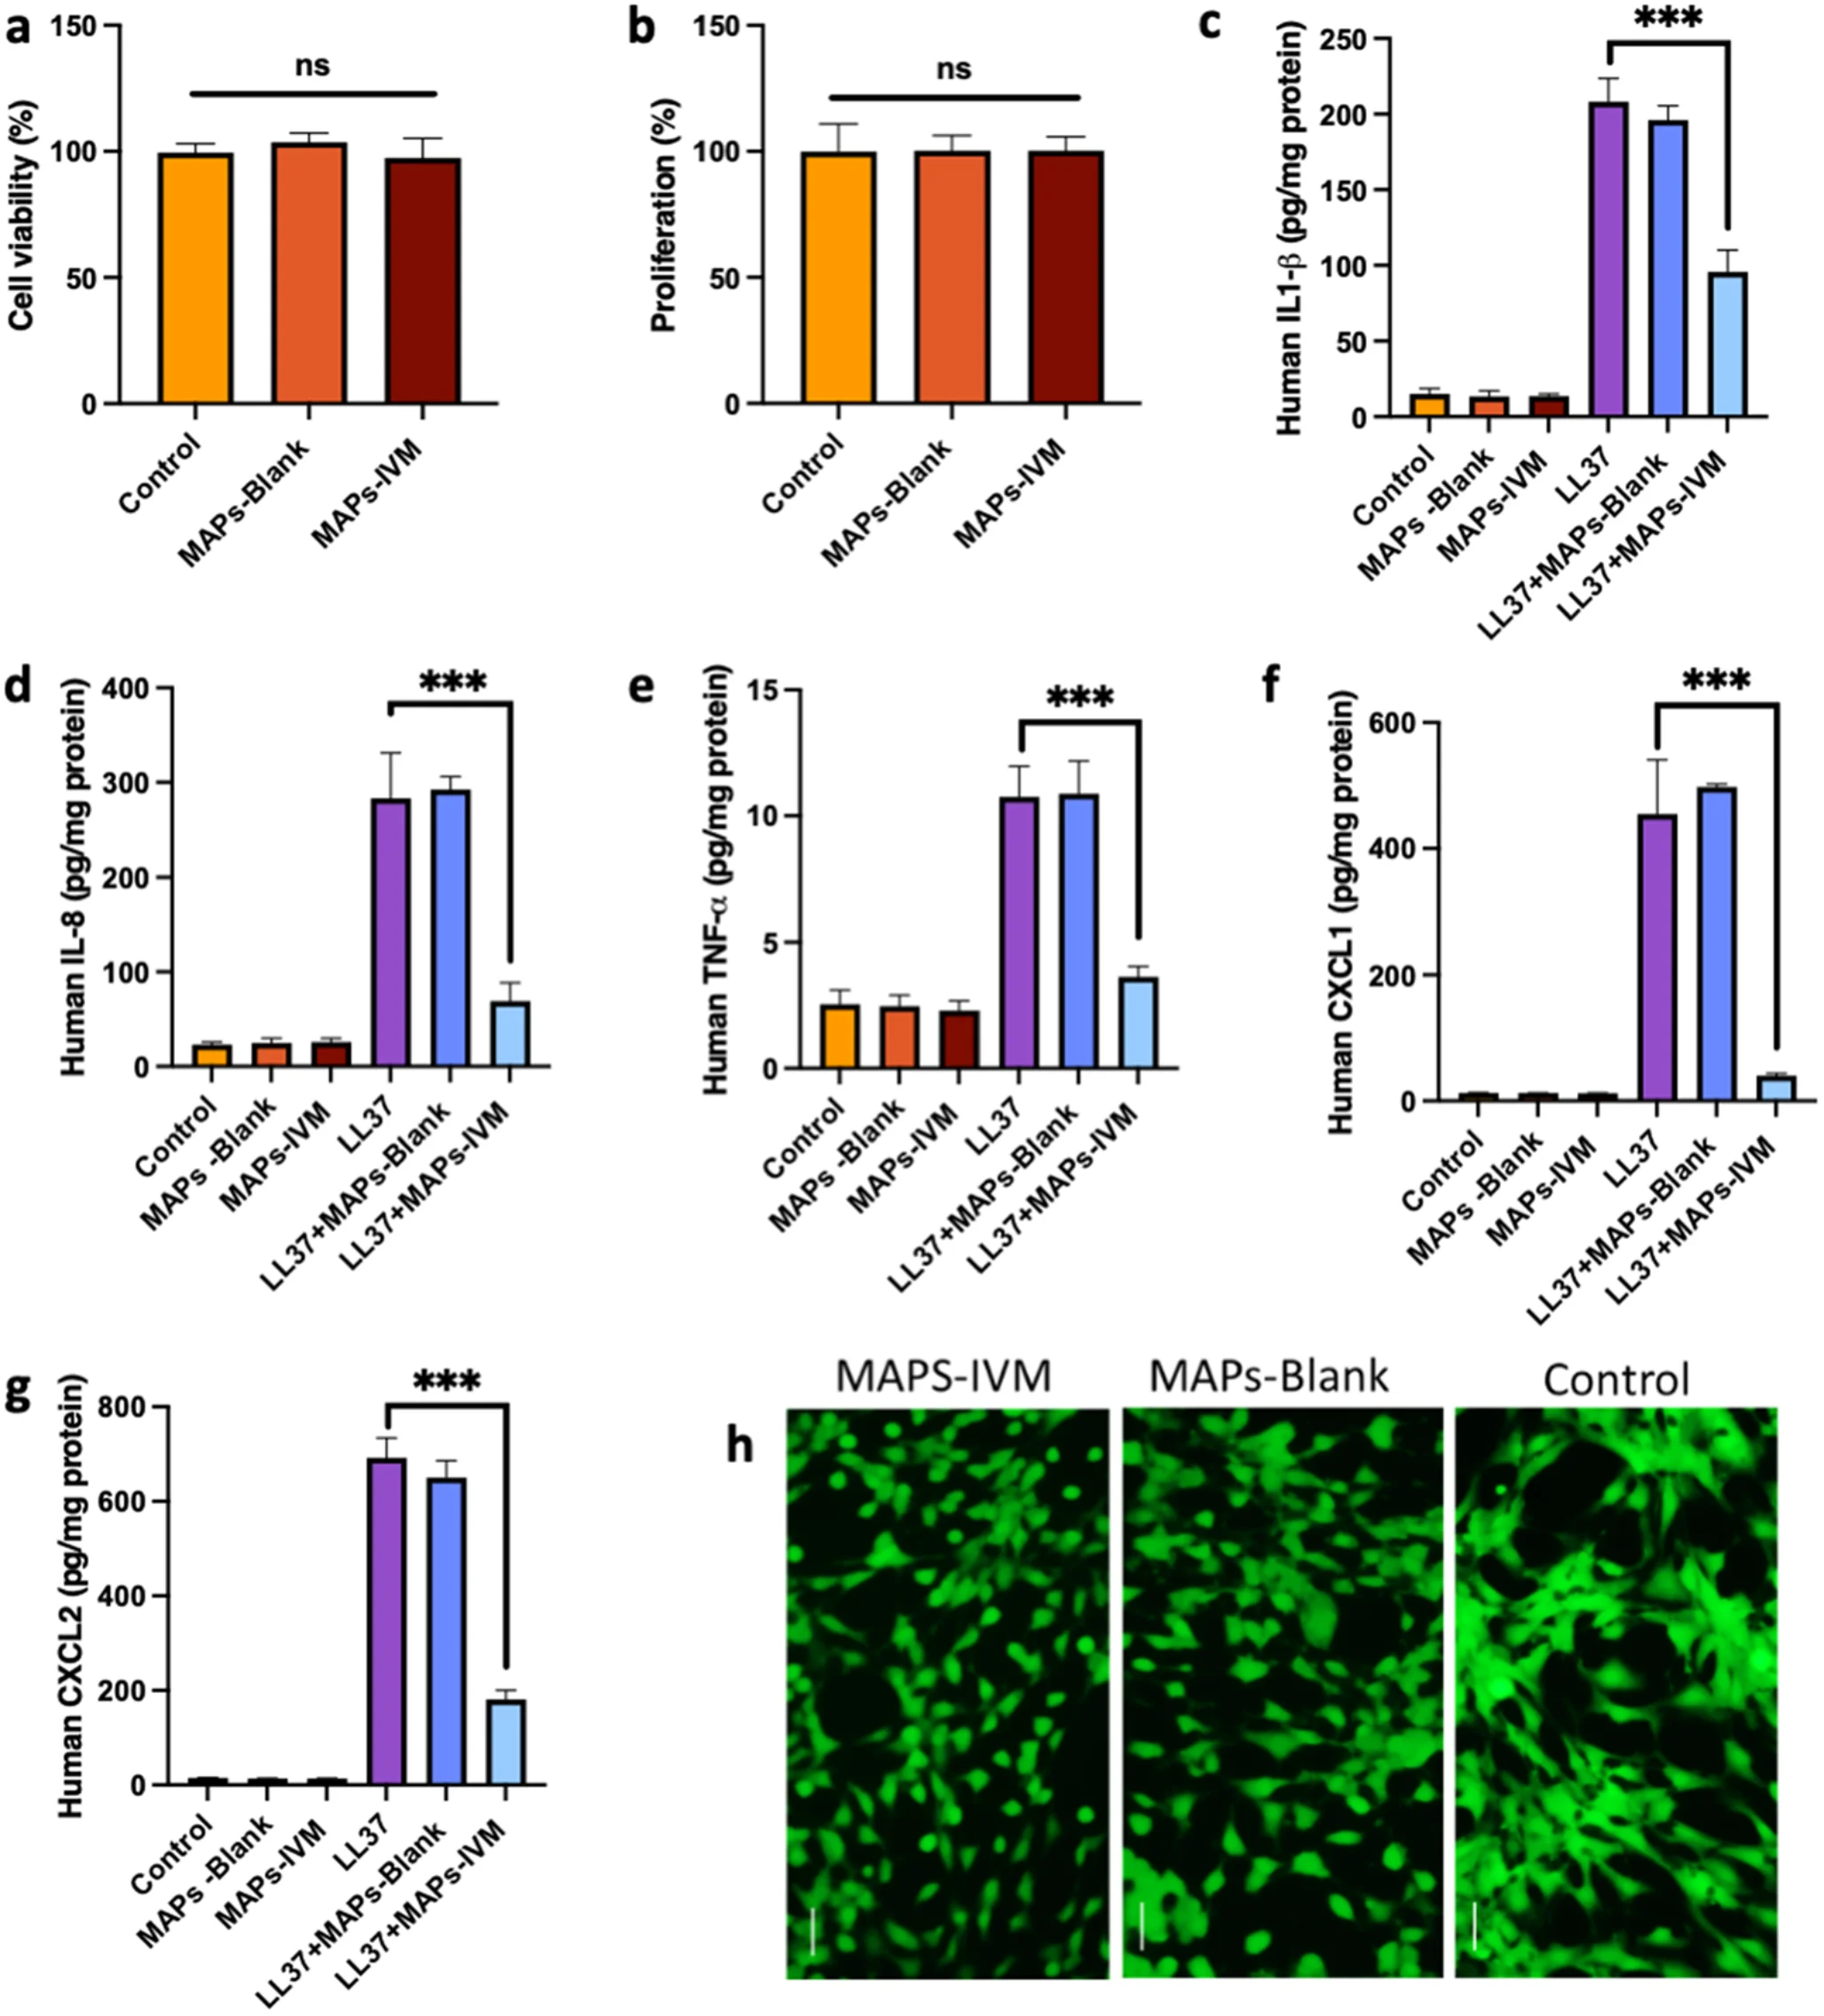 a
Cell viability (%)
150
100
50
0
ns
Control
MAPs-Blank
MAPs-IVM
b
Proliferation (%)
150
100
50
0
ns
Control
MAPs-Blank
MAPs-IVM
c
Human IL1-β (pg/mg protein)
250
200
150
100
50
0
***
Control
MAPs -Blank
MAPs-IVM
LL37
LL37+MAPs-Blank
LL37+MAPs-IVM
d
Human IL-8 (pg/mg protein)
400
300
200
100
0
***
Control
MAPs -Blank
MAPs-IVM
LL37
LL37+MAPs-Blank
LL37+MAPs-IVM
e
Human TNF-α (pg/mg protein)
15
10
5
0
***
Control
MAPs -Blank
MAPs-IVM
LL37
LL37+MAPs-Blank
LL37+MAPs-IVM
f
Human CXCL1 (pg/mg protein)
600
400
200
0
***
Control
MAPs -Blank
MAPs-IVM
LL37
LL37+MAPs-Blank
LL37+MAPs-IVM
g
Human CXCL2 (pg/mg protein)
800
600
400
200
0
***
Control
MAPs -Blank
MAPs-IVM
LL37
LL37+MAPs-Blank
LL37+MAPs-IVM
h
MAPS-IVM
MAPs-Blank
Control